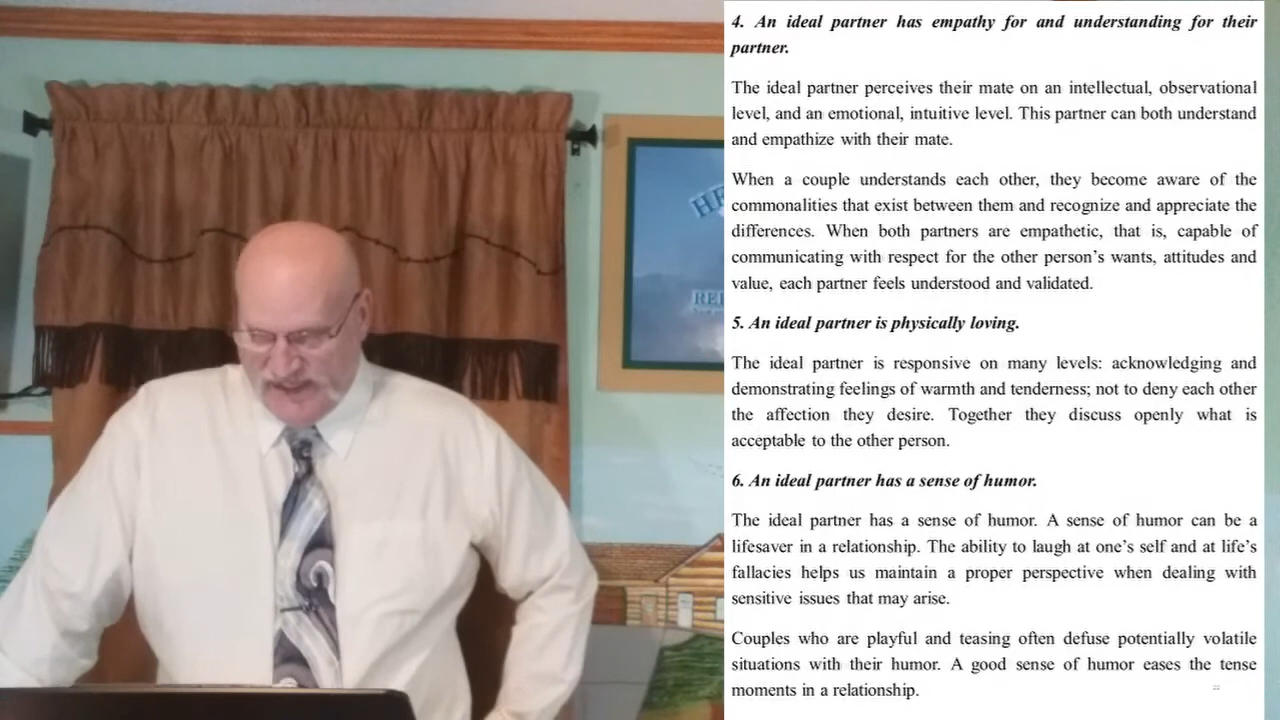 4. An ideal partner has empathy for and understanding for their
partner.
The ideal partner perceives their mate on an intellectual, observational
level, and an emotional, intuitive level. This partner can both understand
and empathize with their mate.
When a couple understands each other, they become aware of the
commonalities that exist between them and recognize and appreciate the
differences. When both partners are empathetic, that is, capable of
communicating with respect for the other person's wants, attitudes and
value, each partner feels understood and validated.
5. An ideal partner is physically loving.
The ideal partner is responsive on many levels: acknowledging and
demonstrating feelings of warmth and tenderness; not to deny each other
the affection they desire. Together they discuss openly what is
acceptable to the other person.
6. An ideal partner has a sense of humor.
The ideal partner has a sense of humor. A sense of humor can be a
lifesaver in a relationship. The ability to laugh at one's self and at life's
fallacies helps us maintain a proper perspective when dealing with
sensitive issues that may arise.
Couples who are playful and teasing often defuse potentially volatile
situations with their humor. A good sense of humor eases the tense
moments in a relationship.